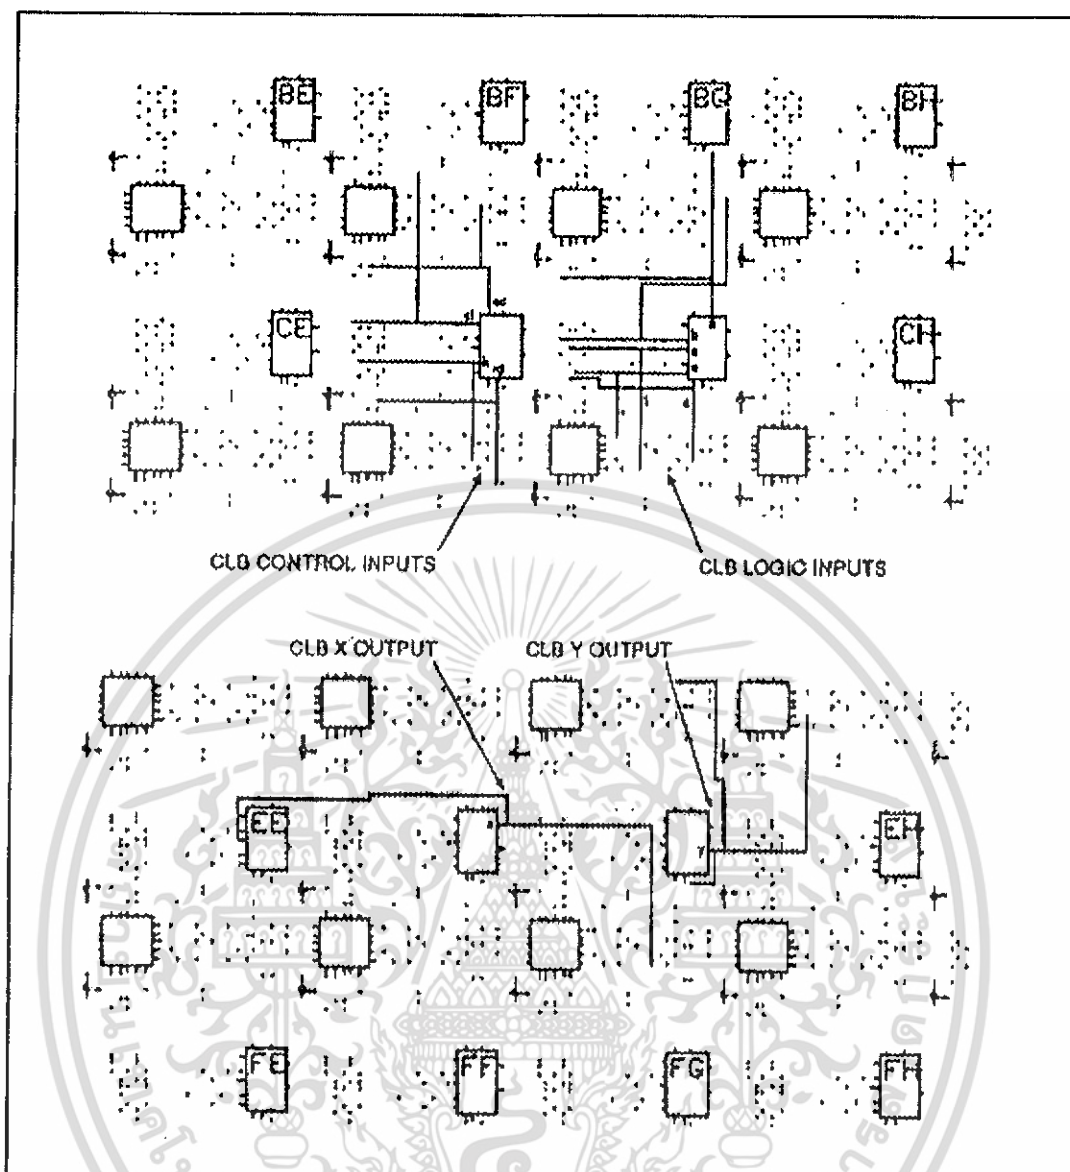 BE BF BG BH
CE CH
CLB CONTROL INPUTS
CLB LOGIC INPUTS
CLB X OUTPUT
CLB Y OUTPUT
EE EH
FE FF FG FH